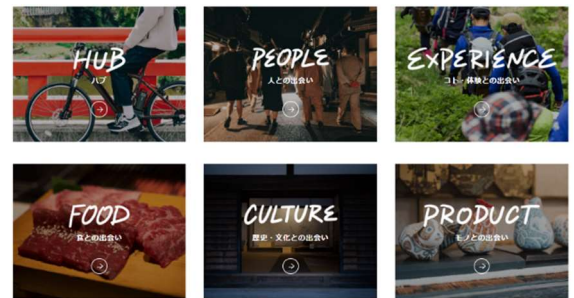 HUB
ハブ
PEOPLE
人との出会い
EXPERIENCE
コト・体験との出会い
FOOD
食との出会い
CULTURE
歴史・文化との出会い
PRODUCT
モノとの出会い